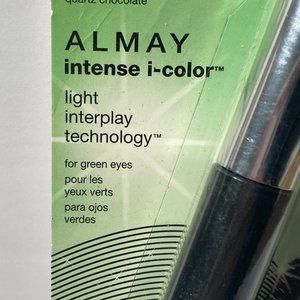 quartz chocolate
ALMAY
intense i-color™
light
interplay
technology™
for green eyes
pour les
yeux verts
para ojos
verdes